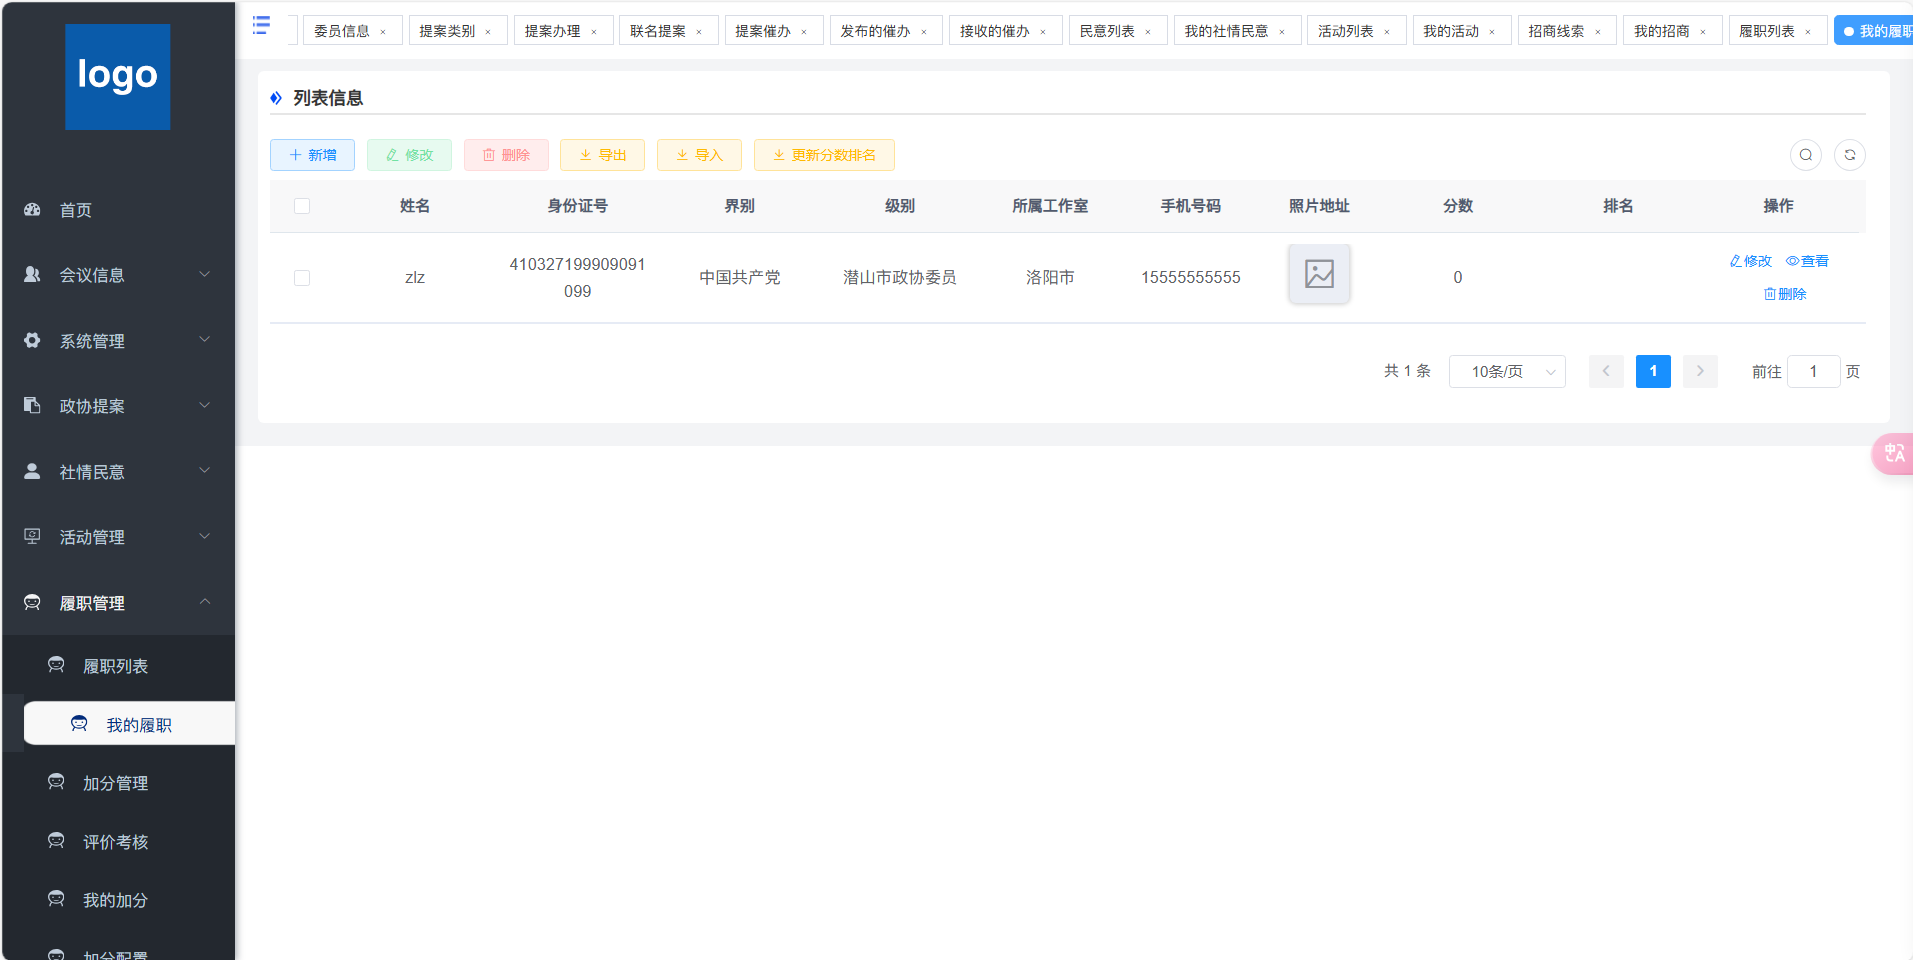 logo
首页
会议信息
系统管理
政协提案
社情民意
活动管理
履职管理
履职列表
我的履职
加分管理
评价考核
我的加分
加分配置
委员信息 × 提案类别 × 提案办理 × 联名提案 × 提案催办 × 发布的催办 × 接收的催办 × 民意列表 × 我的社情民意 × 活动列表 × 我的活动 × 招商线索 × 我的招商 × 履职列表 × 我的履职
列表信息
新增 修改 删除 导出 导入 更新分数排名
姓名 身份证号 界别 级别 所属工作室 手机号码 照片地址 分数 排名 操作
zlz 410327199909091 中国共产党 潜山市政协委员 洛阳市 15555555555 0 修改 查看
099 删除
共 1 条 10条/页 1 前往 1 页
中A